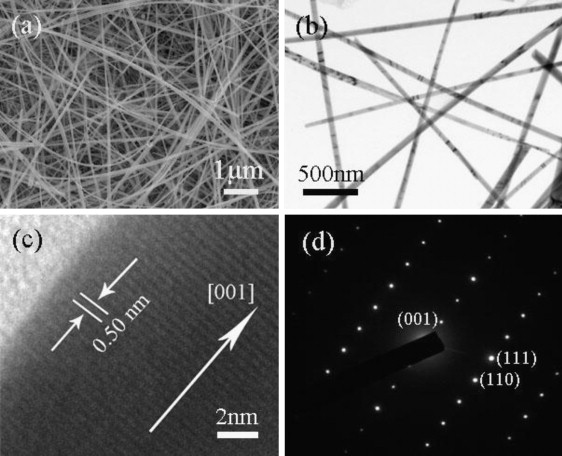 (a)
1μm
(b)
500nm
(c)
0.50 nm
[001]
2nm
(d)
(001)
(111)
(110)